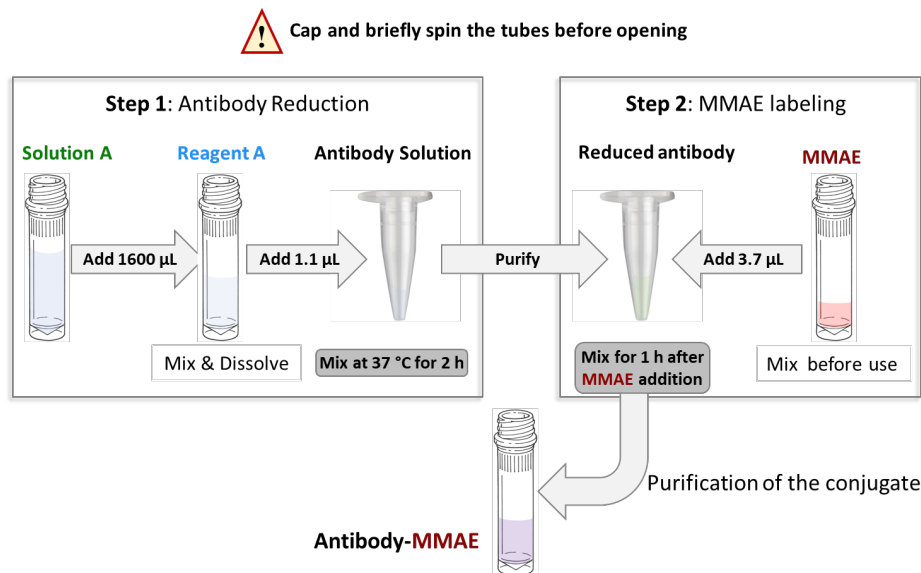 !
Cap and briefly spin the tubes before opening
Step 1: Antibody Reduction
Solution A
Reagent A
Antibody Solution
Add 1600 µL
Add 1.1 µL
Purify
Mix & Dissolve
Mix at 37 °C for 2 h
Step 2: MMAE labeling
Reduced antibody
MMAE
Add 3.7 µL
Mix for 1 h after
MMAE addition
Mix before use
Purification of the conjugate
Antibody-MMAE